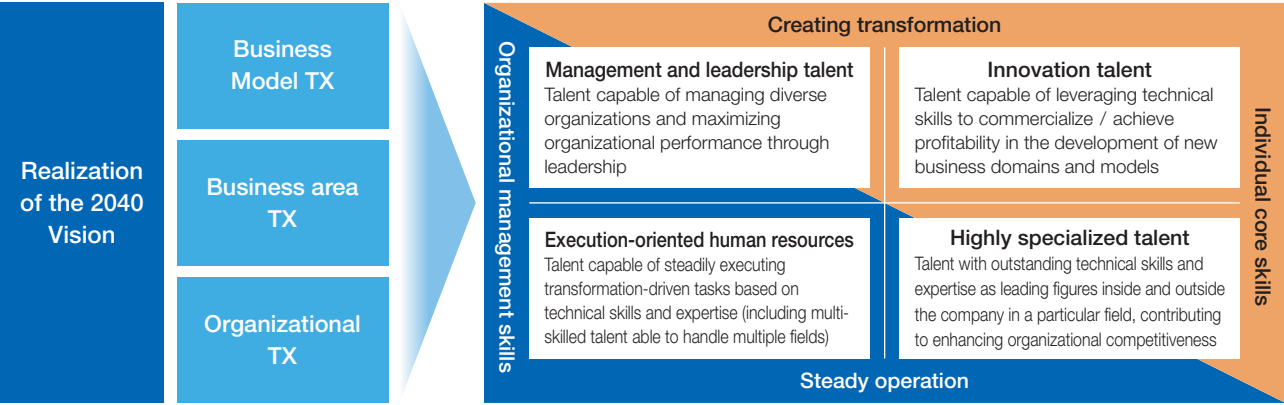 Realization
of the 2040
Vision
Business
Model TX
Business area
TX
Organizational
TX
Creating transformation
Organizational management skills
Management and leadership talent
Talent capable of managing diverse
organizations and maximizing
organizational performance through
leadership
Innovation talent
Talent capable of leveraging technical
skills to commercialize / achieve
profitability in the development of new
business domains and models
Execution-oriented human resources
Talent capable of steadily executing
transformation-driven tasks based on
technical skills and expertise (including multi-
skilled talent able to handle multiple fields)
Highly specialized talent
Talent with outstanding technical skills and
expertise as leading figures inside and outside
the company in a particular field, contributing
to enhancing organizational competitiveness
Individual core skills
Steady operation